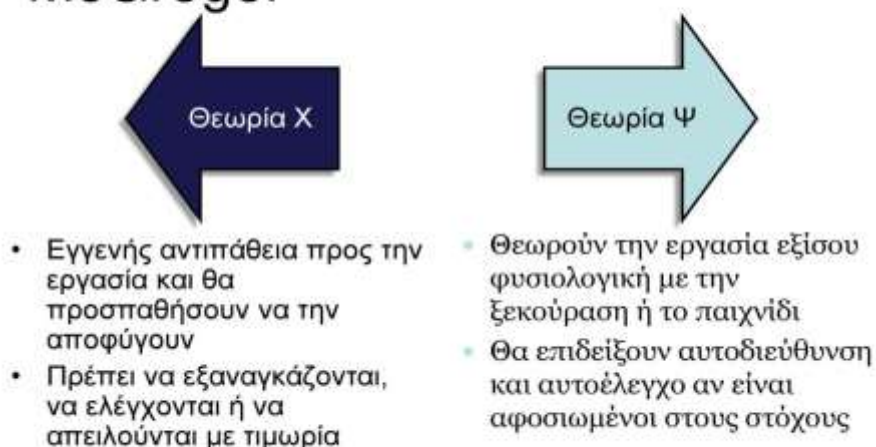 Θεωρία Χ
Θεωρία Ψ
• Εγγενής αντιπάθεια προς την
εργασία και θα
προσπαθήσουν να την
αποφύγουν
• Πρέπει να εξαναγκάζονται,
να ελέγχονται ή να
απειλούνται με τιμωρία
• Θεωρούν την εργασία εξίσου
φυσιολογική με την
ξεκούραση ή το παιχνίδι
• Θα επιδείξουν αυτοδιεύθυνση
και αυτοέλεγχο αν είναι
αφοσιωμένοι στους στόχους